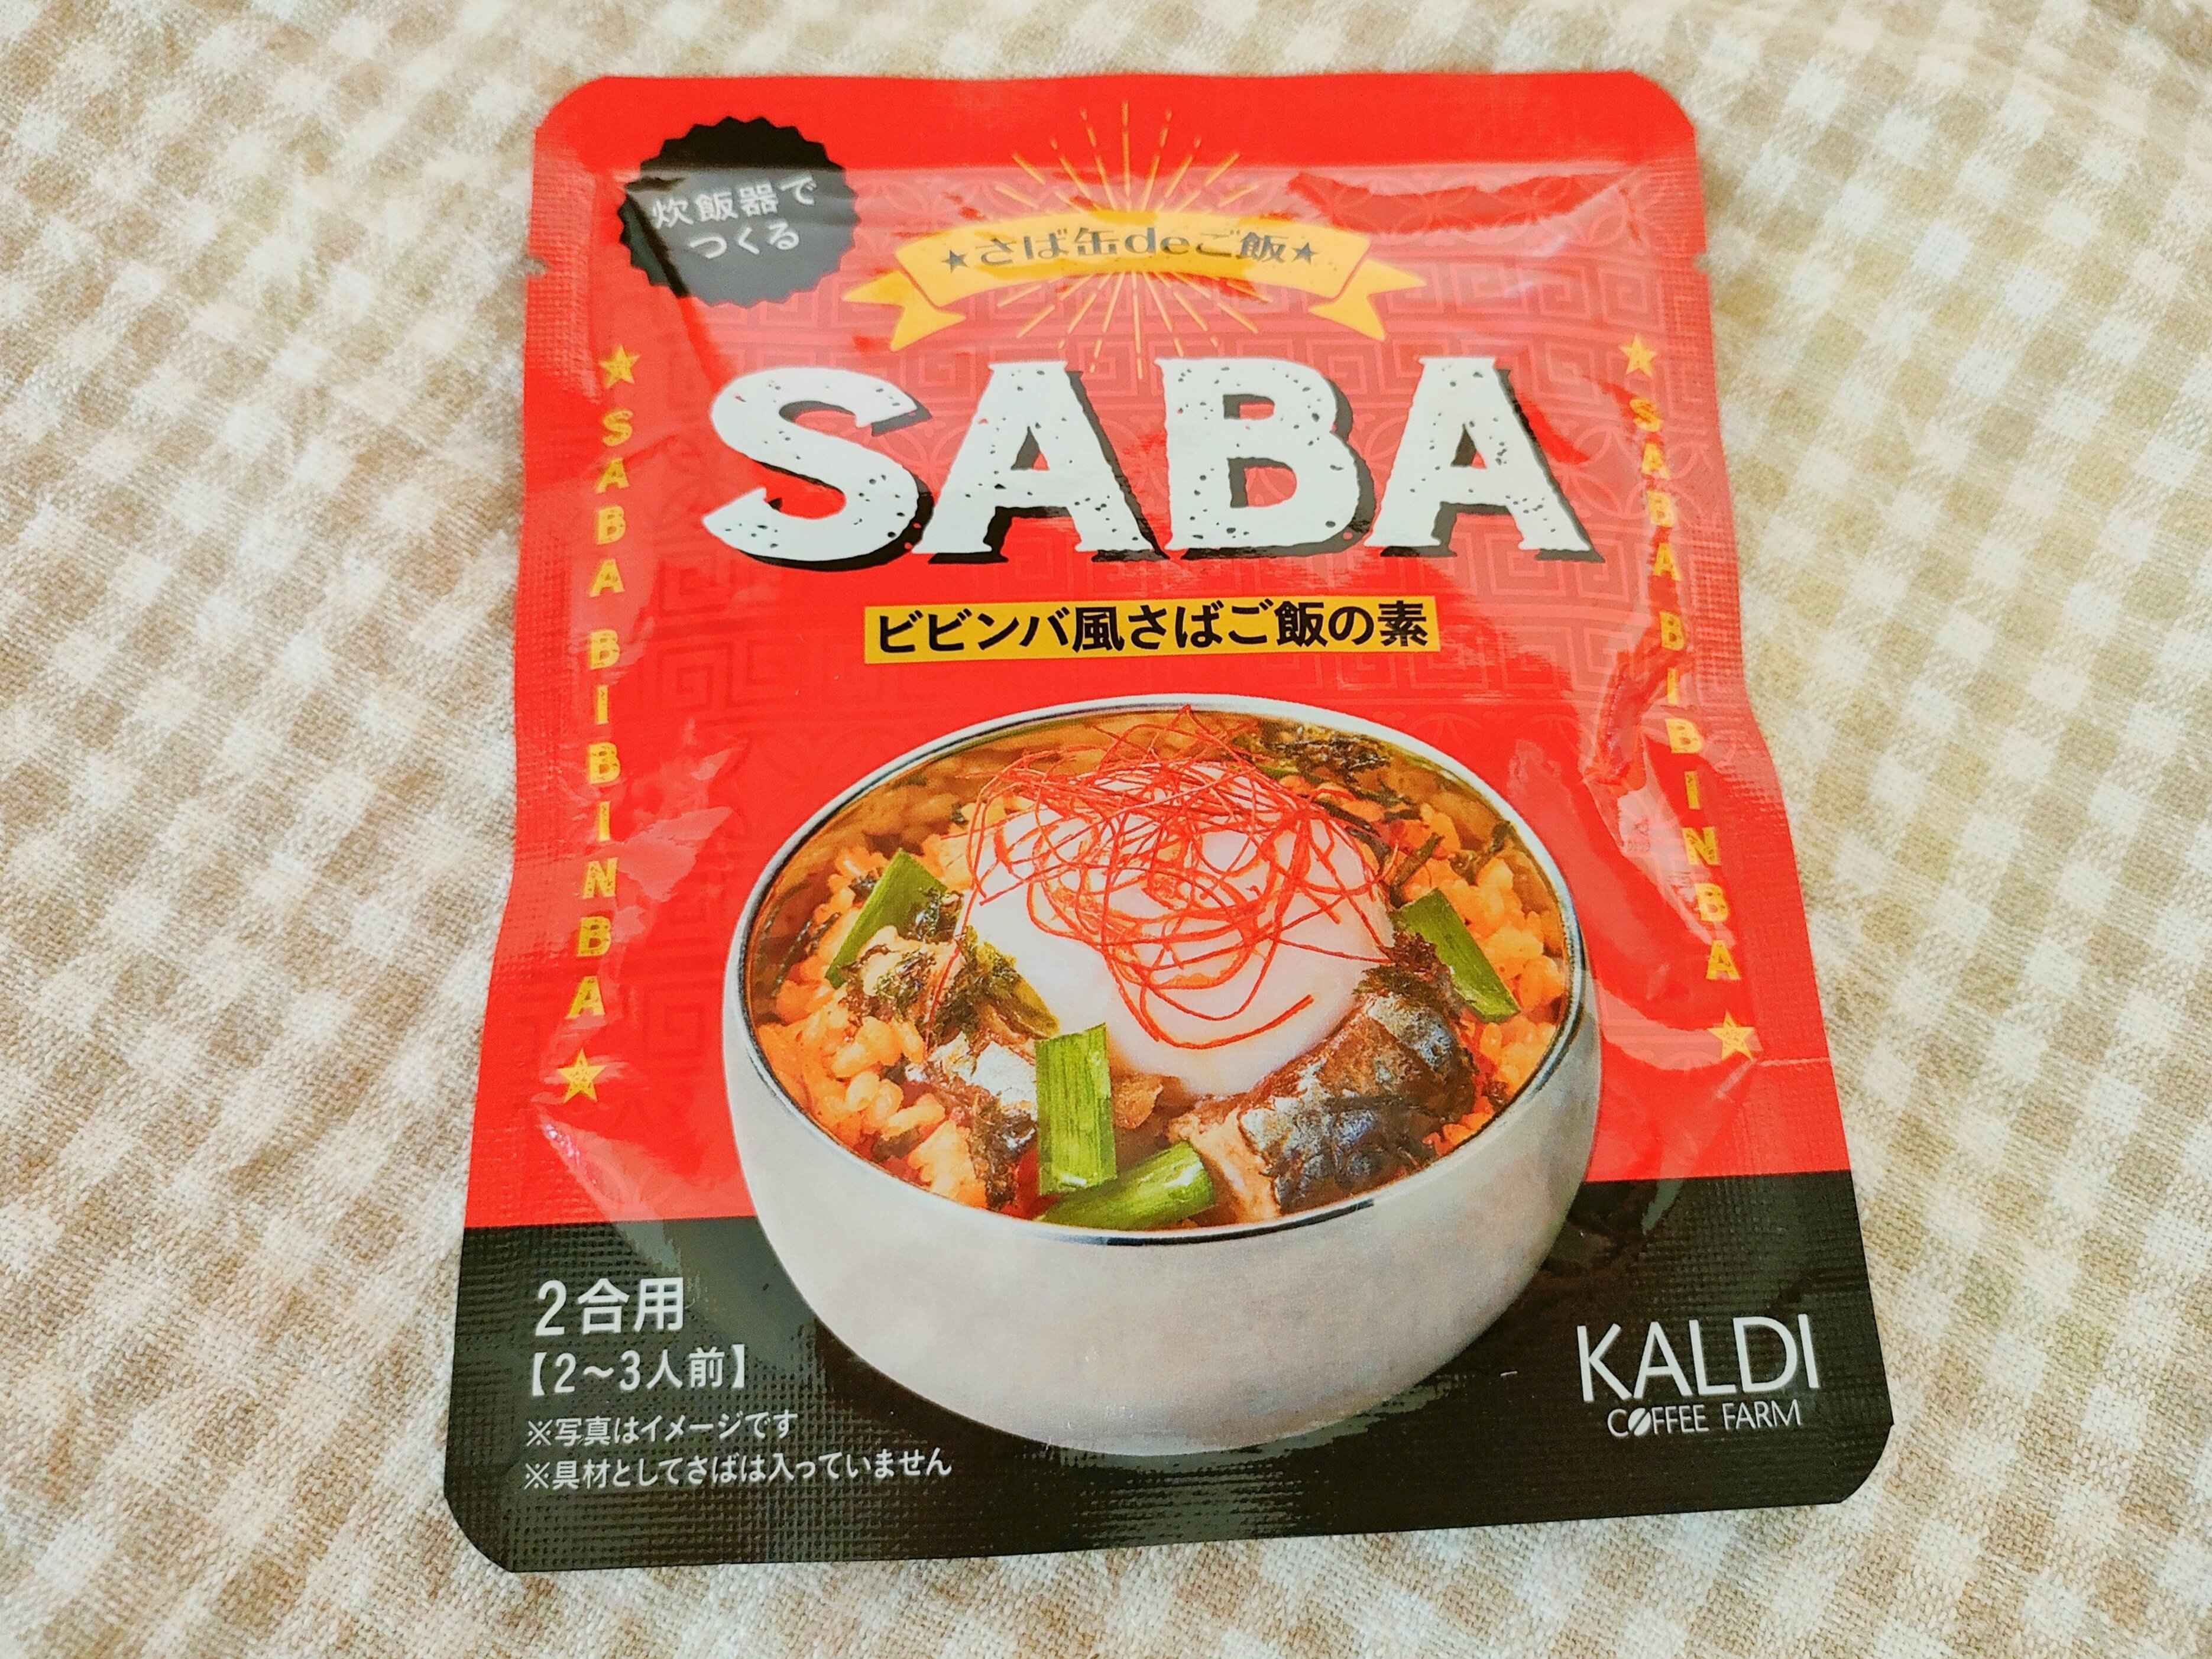 炊飯器で
つくる
★さば缶deご飯★
SABA
ビビンバ風さばご飯の素
★SABA BIBINBA★
★SABA BIBINBA★
2合用
【2〜3人前】
※写真はイメージです
※具材としてさばは入っていません
KALDI
COFFEE FARM